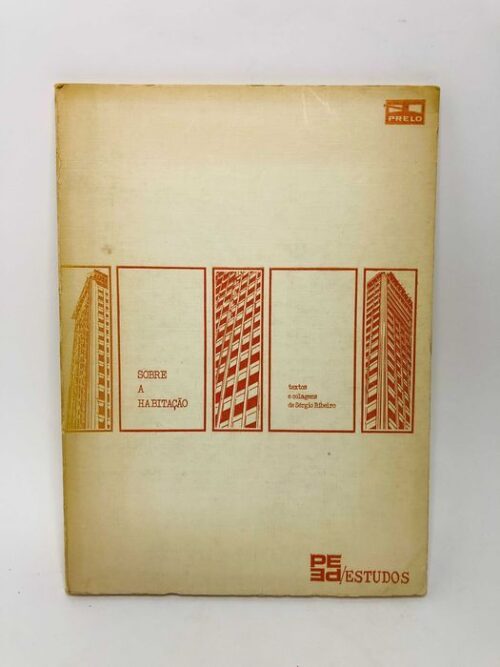 PRELO
SOBRE
A
HABITAÇÃO
textos
e colagens
de Sérgio Ribeiro
PE
PE
/ESTUDOS